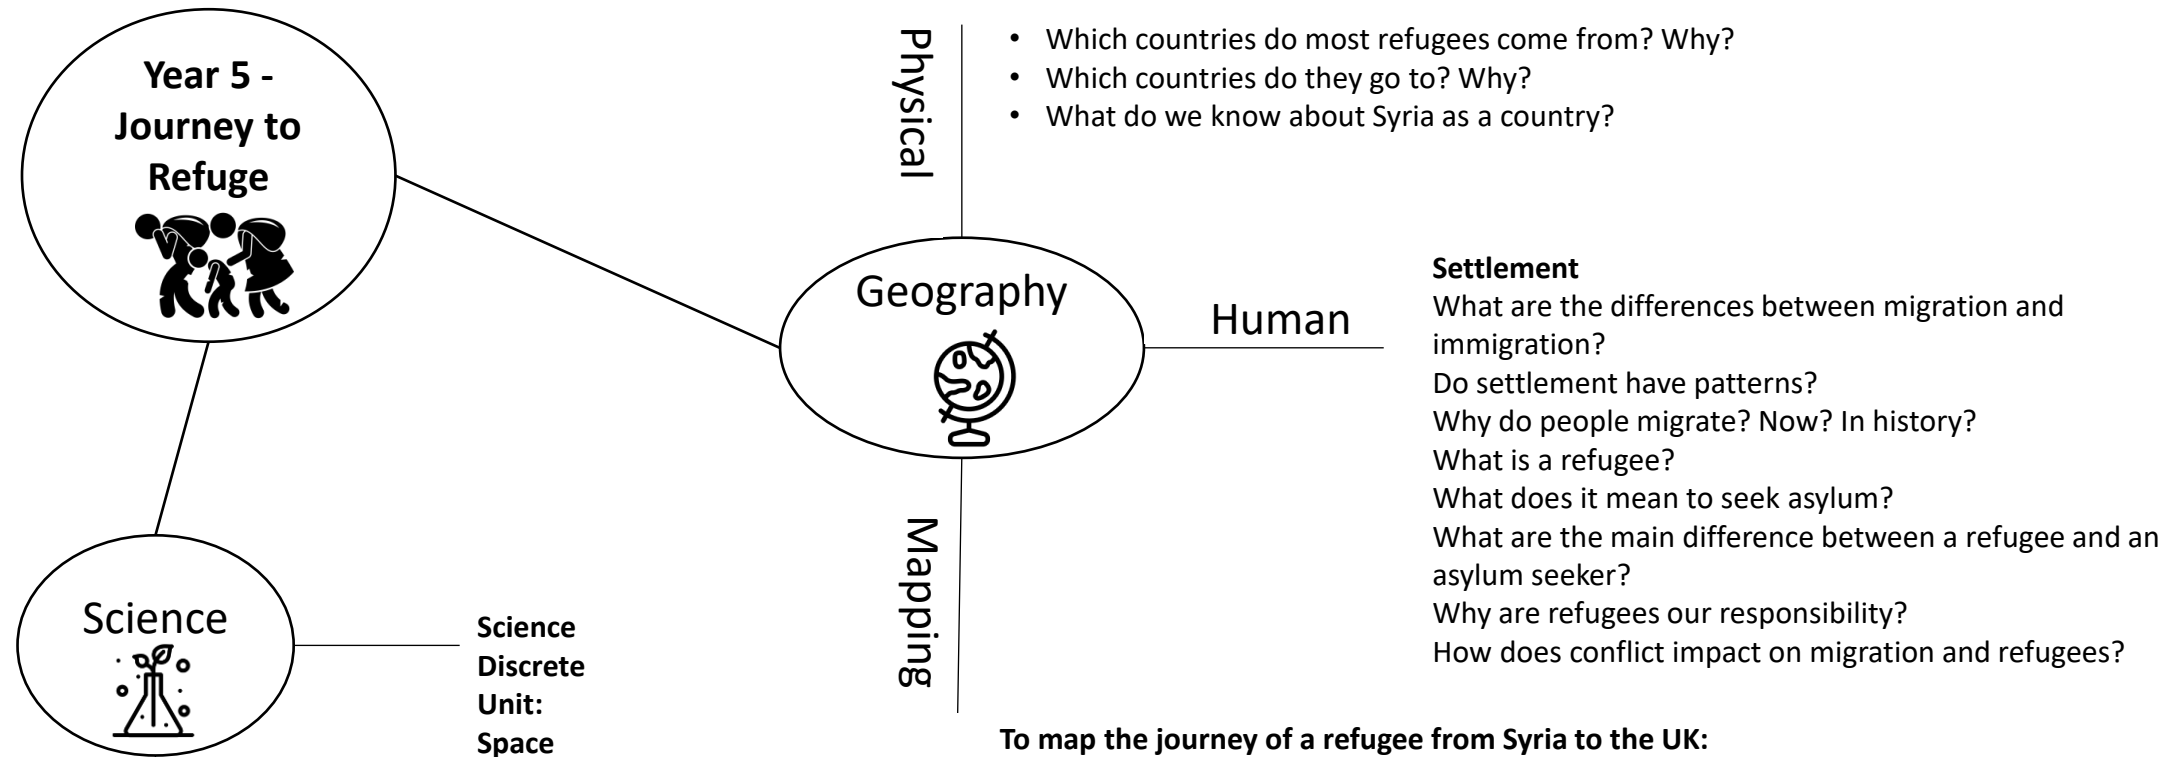 Year 5 -
Journey to
Refuge
Physical
• Which countries do most refugees come from? Why?
• Which countries do they go to? Why?
• What do we know about Syria as a country?
Geography
Human
Settlement
What are the differences between migration and
immigration?
Do settlement have patterns?
Why do people migrate? Now? In history?
What is a refugee?
What does it mean to seek asylum?
What are the main difference between a refugee and an
asylum seeker?
Why are refugees our responsibility?
How does conflict impact on migration and refugees?
Mapping
To map the journey of a refugee from Syria to the UK:
Science
Science
Discrete
Unit:
Space